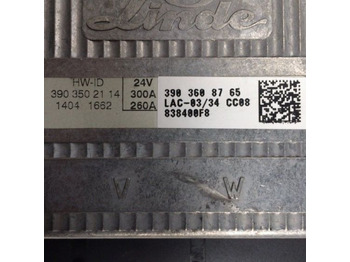 Linde
HW-ID 24V
390 350 21 14 300A
1404 1662 260A
390 360 87 65
LAC-03/34 CC08
838400F8
V W